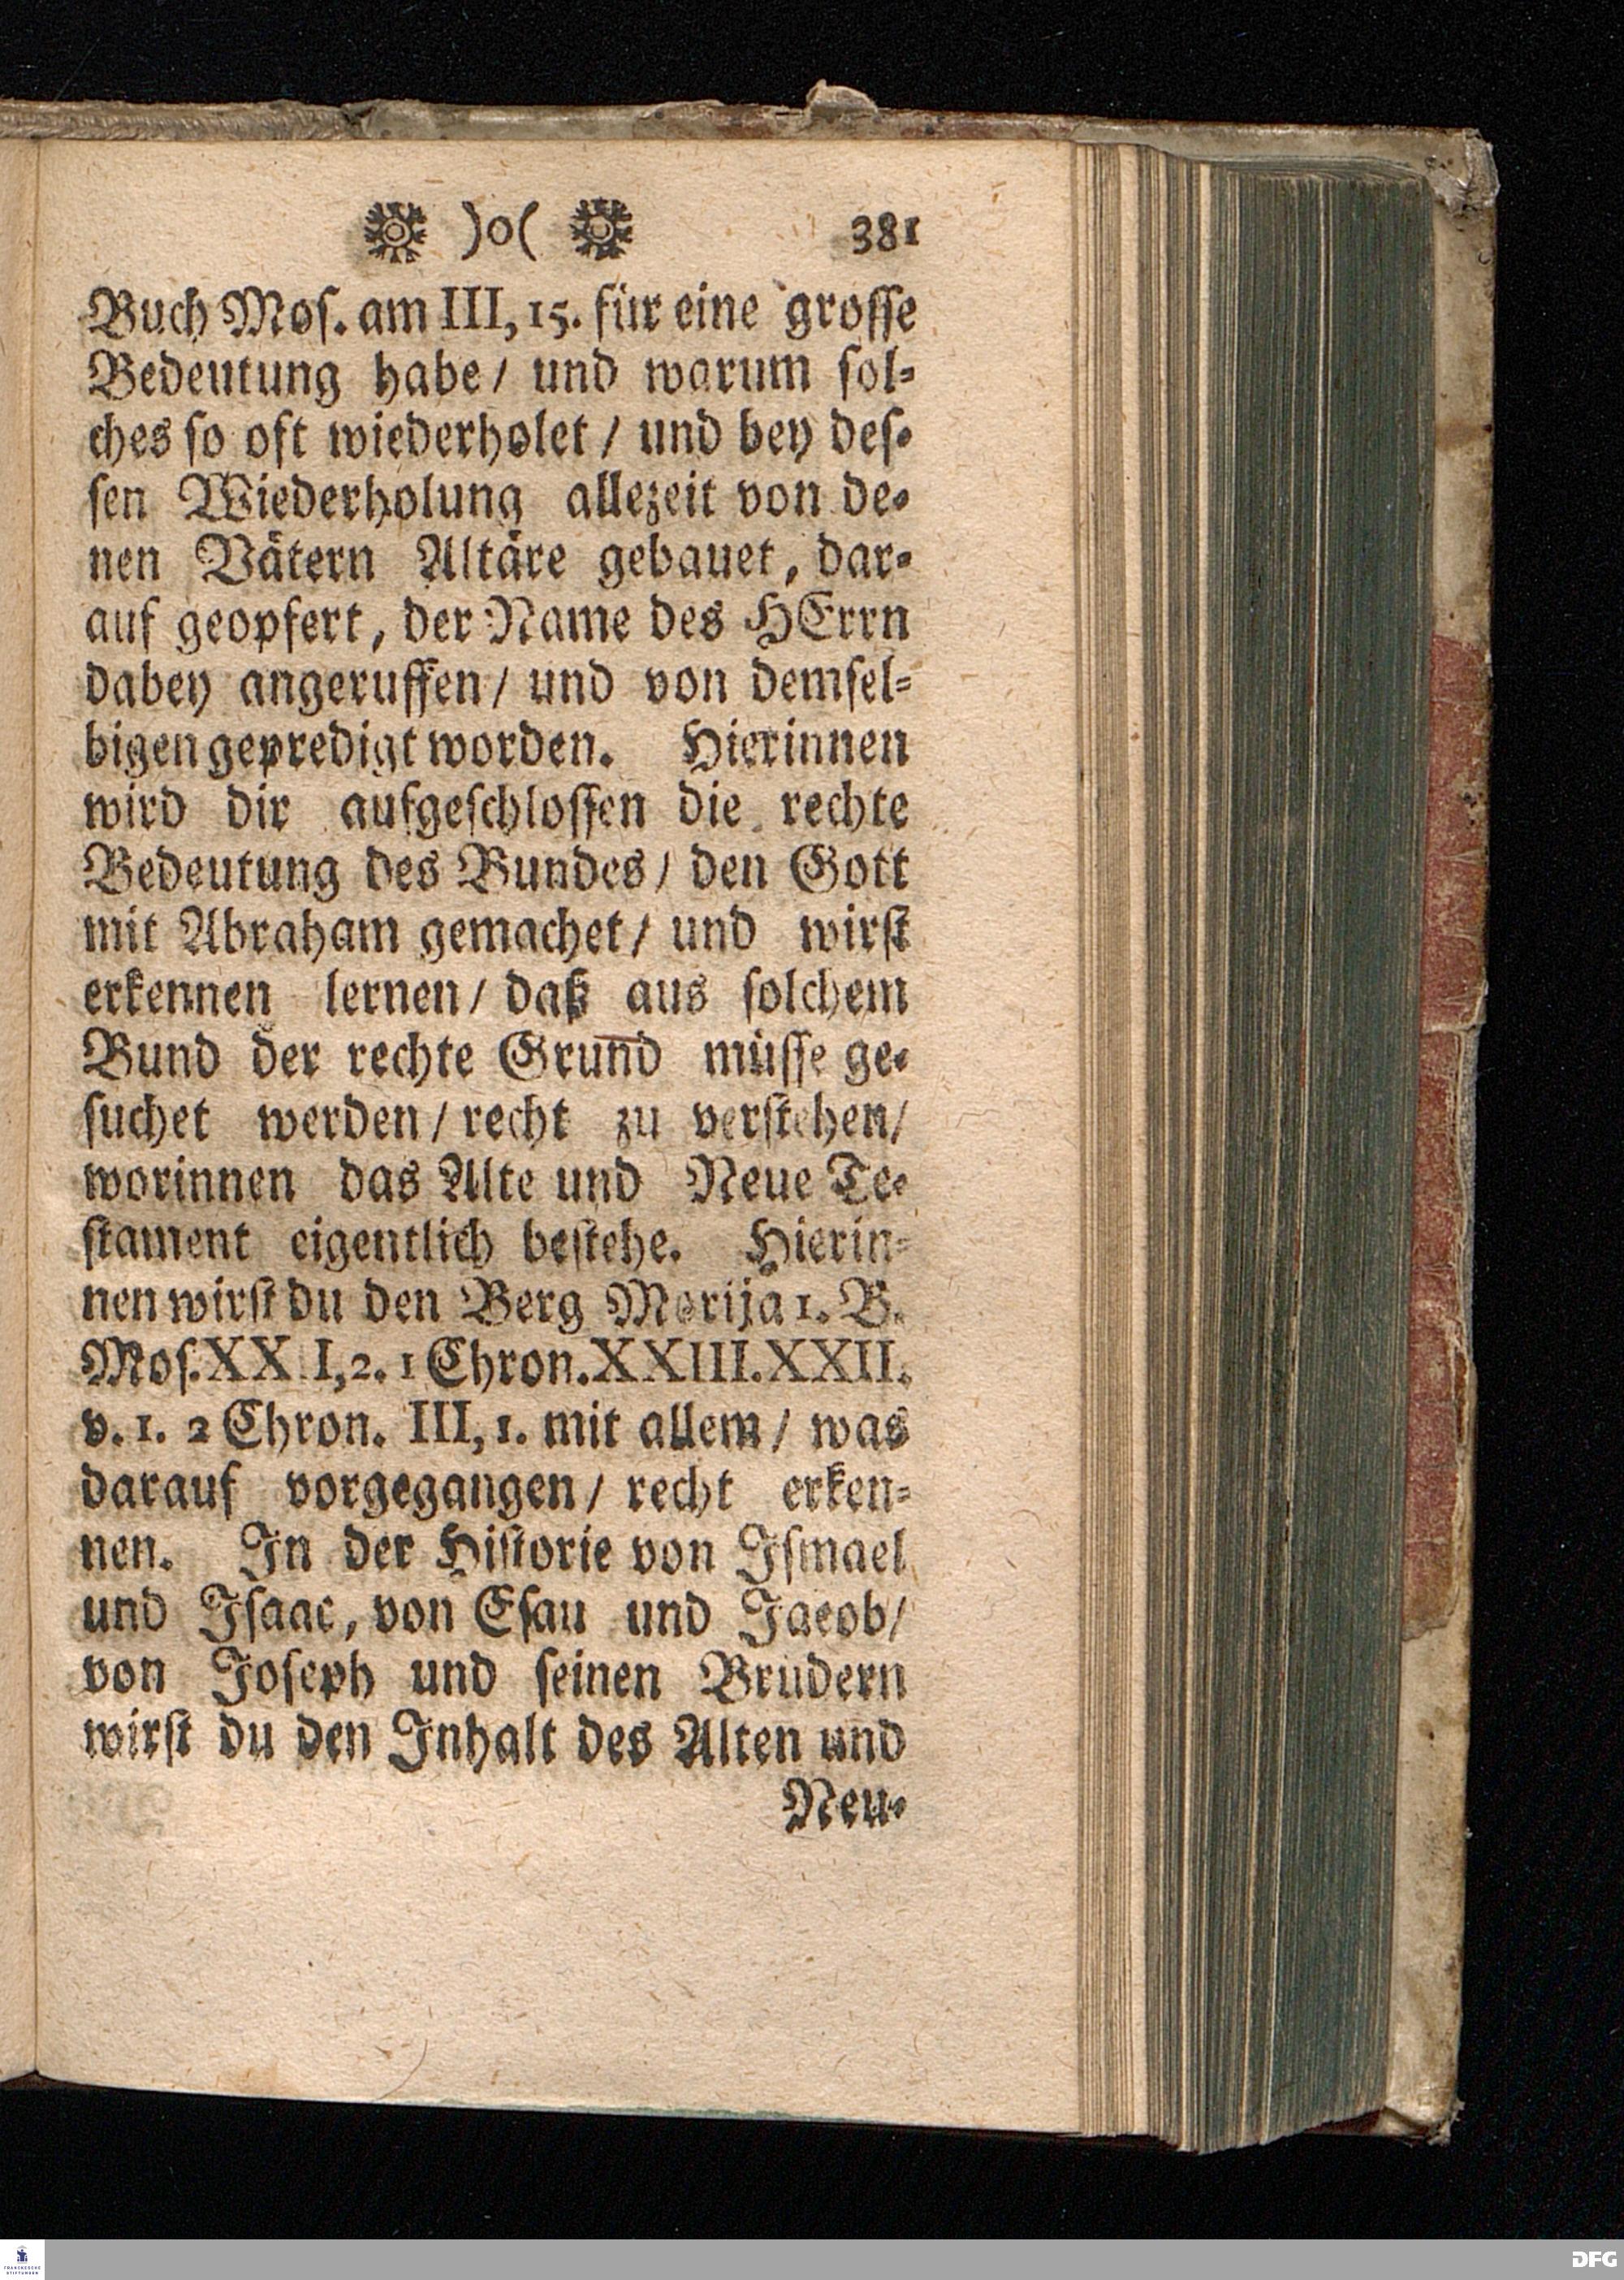 )o( 381
Buch Mos. am III, 15. für eine grosse
Bedeutung habe / und warum sol-
ches so oft wiederholet / und bey des-
sen Wiederholung allezeit von de-
nen Vätern Altäre gebauet, dar-
auf geopfert, der Name des HErrn
dabey angeruffen / und von demsel-
bigen gepredigt worden. Hierinnen
wird dir aufgeschlossen die rechte
Bedeutung des Bundes / den Gott
mit Abraham gemachet / und wirst
erkennen lernen / daß aus solchem
Bund der rechte Grund müsse ge-
suchet werden / recht zu verstehen /
worinnen das Alte und Neue Te-
stament eigentlich bestehe. Hierin-
nen wirst du den Berg Morija 1. B.
Mos. XX I, 2. 1 Chron. XXIII. XXII.
v. 1. 2 Chron. III, 1. mit allem / was
darauf vorgegangen / recht erken-
nen. In der Historie von Ismael
und Isaac, von Esau und Jacob /
von Joseph und seinen Brüdern
wirst du den Inhalt des Alten und
Neu-
FRANCKESCHE
STIFTUNGEN
DFG